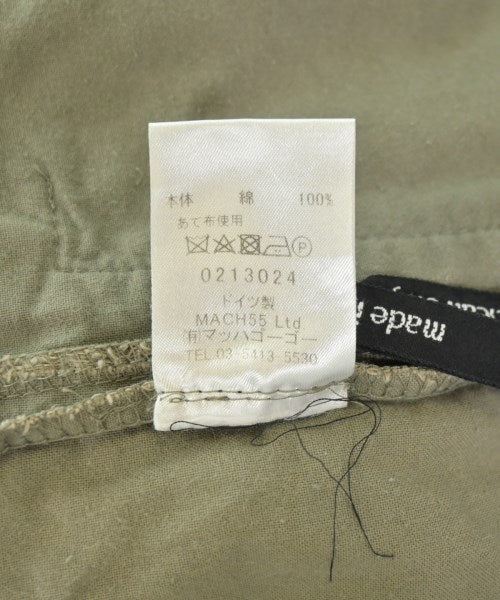 本体 綿 100%
あて布使用
P
0213024
ドイツ製
MACH55 Ltd
(有)マッハゴーゴー
TEL.03-5413-5530
made i